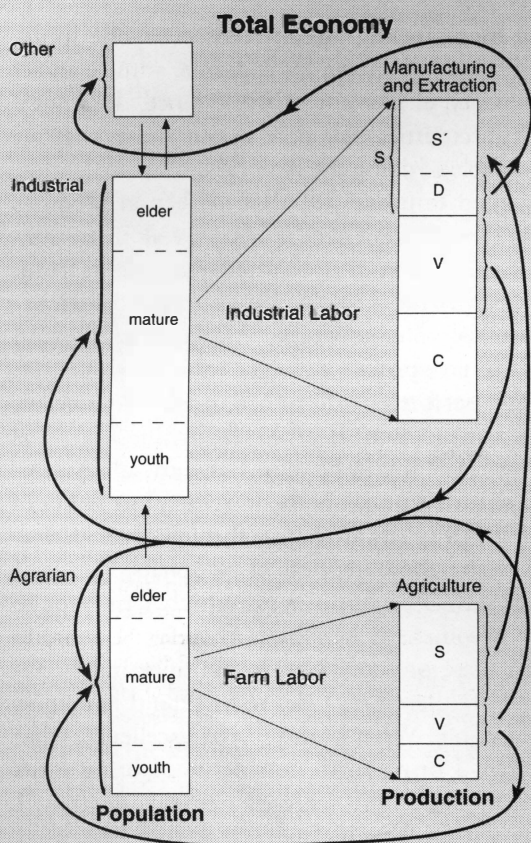 Total Economy
Other
Manufacturing
and Extraction
S´
S
D
Industrial
elder
V
mature
Industrial Labor
C
youth
Agrarian
elder
Agriculture
S
mature
Farm Labor
V
youth
C
Population
Production